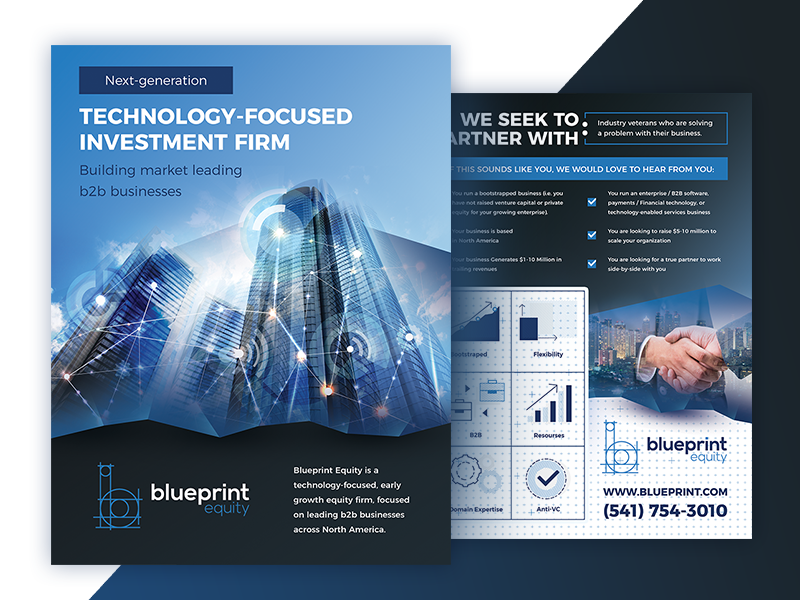 Next-generation
TECHNOLOGY-FOCUSED
INVESTMENT FIRM
Building market leading
b2b businesses
blueprint
equity
Blueprint Equity is a
technology-focused, early
growth equity firm, focused
on leading b2b businesses
across North America.
WE SEEK TO
ARTNER WITH
Industry veterans who are solving
a problem with their business.
F THIS SOUNDS LIKE YOU, WE WOULD LOVE TO HEAR FROM YOU:
You run a bootstrapped business (i.e. you
have not raised venture capital or private
equity for your growing enterprise).
Your business is based
in North America
Your Business Generates $1-10 Million in
revenues
You run an enterprise / B2B software,
payments / Financial technology, or
technology-enabled services business
You are looking to raise $5-10 million to
scale your organization
You are looking for a true partner to work
side-by-side with you
Bootstraped
Flexibility
B2B
Resourses
Domain Expertise
Anti-VC
blueprint
equity
WWW.BLUEPRINT.COM
(541) 754-3010